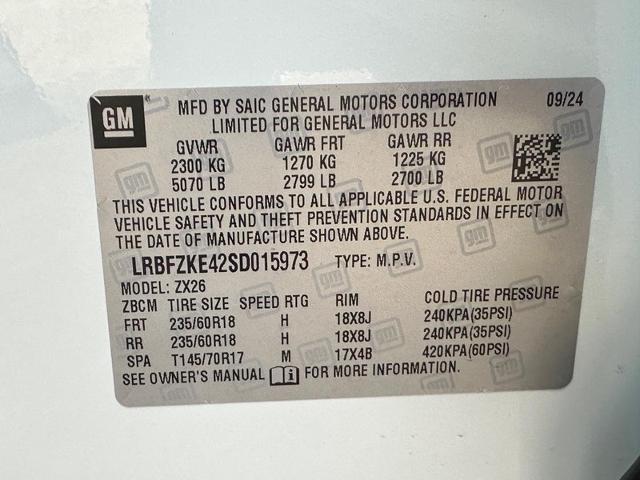 GM
MFD BY SAIC GENERAL MOTORS CORPORATION 09/24
LIMITED FOR GENERAL MOTORS LLC
GVWR GAWR FRT GAWR RR
2300 KG 1270 KG 1225 KG
5070 LB 2799 LB 2700 LB
THIS VEHICLE CONFORMS TO ALL APPLICABLE U.S. FEDERAL MOTOR
VEHICLE SAFETY AND THEFT PREVENTION STANDARDS IN EFFECT ON
THE DATE OF MANUFACTURE SHOWN ABOVE.
LRBFZKE42SD015973 TYPE: M.P.V.
MODEL: ZX26
ZBCM TIRE SIZE SPEED RTG RIM COLD TIRE PRESSURE
FRT 235/60R18 H 18X8J 240KPA(35PSI)
RR 235/60R18 H 18X8J 240KPA(35PSI)
SPA T145/70R17 M 17X4B 420KPA(60PSI)
SEE OWNER'S MANUAL FOR MORE INFORMATION.